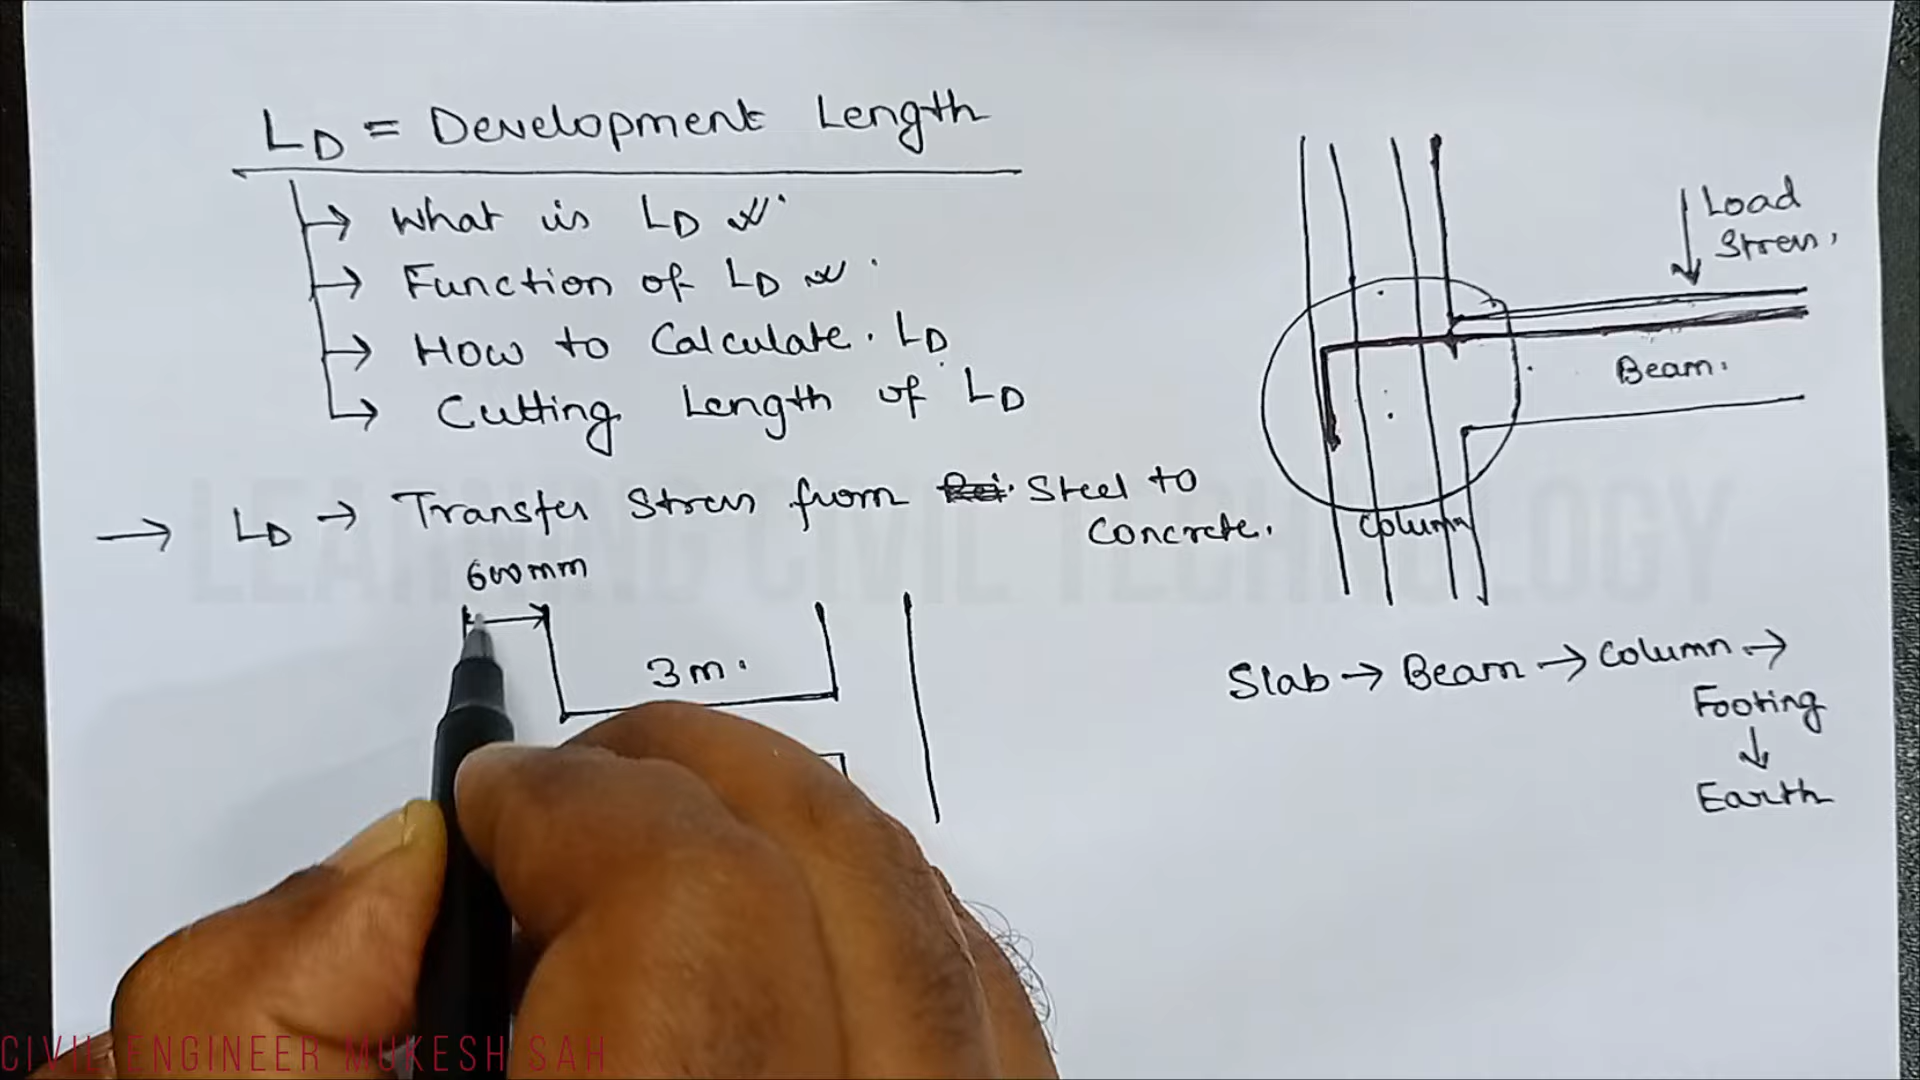 LD = Development Length
→ What is LD
→ Function of LD
→ How to Calculate. LD
→ Cutting Length of LD
→ LD → Transfer Stress from Steel to
Concrete.
600mm
3m.
Load
Stress,
Beam.
Column
Slab → Beam → Column →
Footing
↓
Earth
LEARNING CIVIL TECHNOLOGY
CIVIL ENGINEER MUKESH SAH